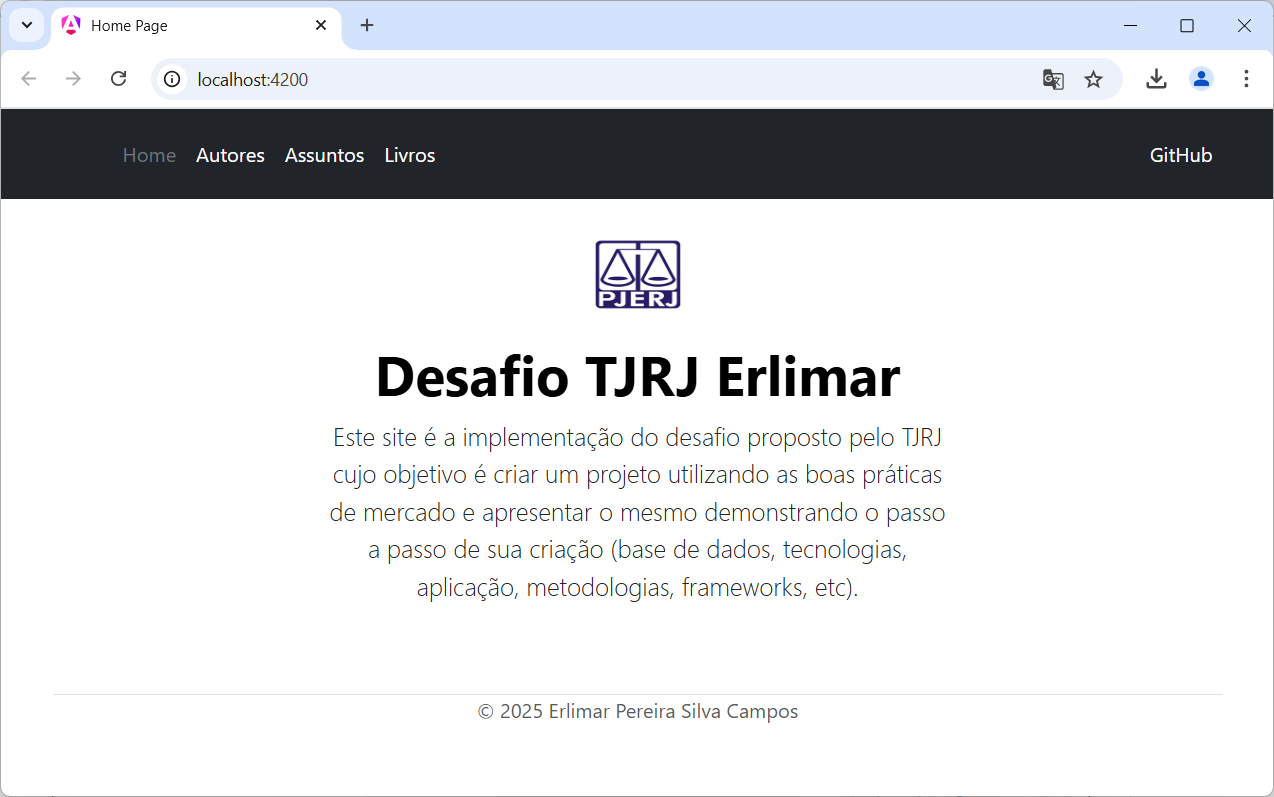 Home Page
localhost:4200
Home Autores Assuntos Livros GitHub
PJERJ
Desafio TJRJ Erlimar
Este site é a implementação do desafio proposto pelo TJRJ
cujo objetivo é criar um projeto utilizando as boas práticas
de mercado e apresentar o mesmo demonstrando o passo
a passo de sua criação (base de dados, tecnologias,
aplicação, metodologias, frameworks, etc).
© 2025 Erlimar Pereira Silva Campos